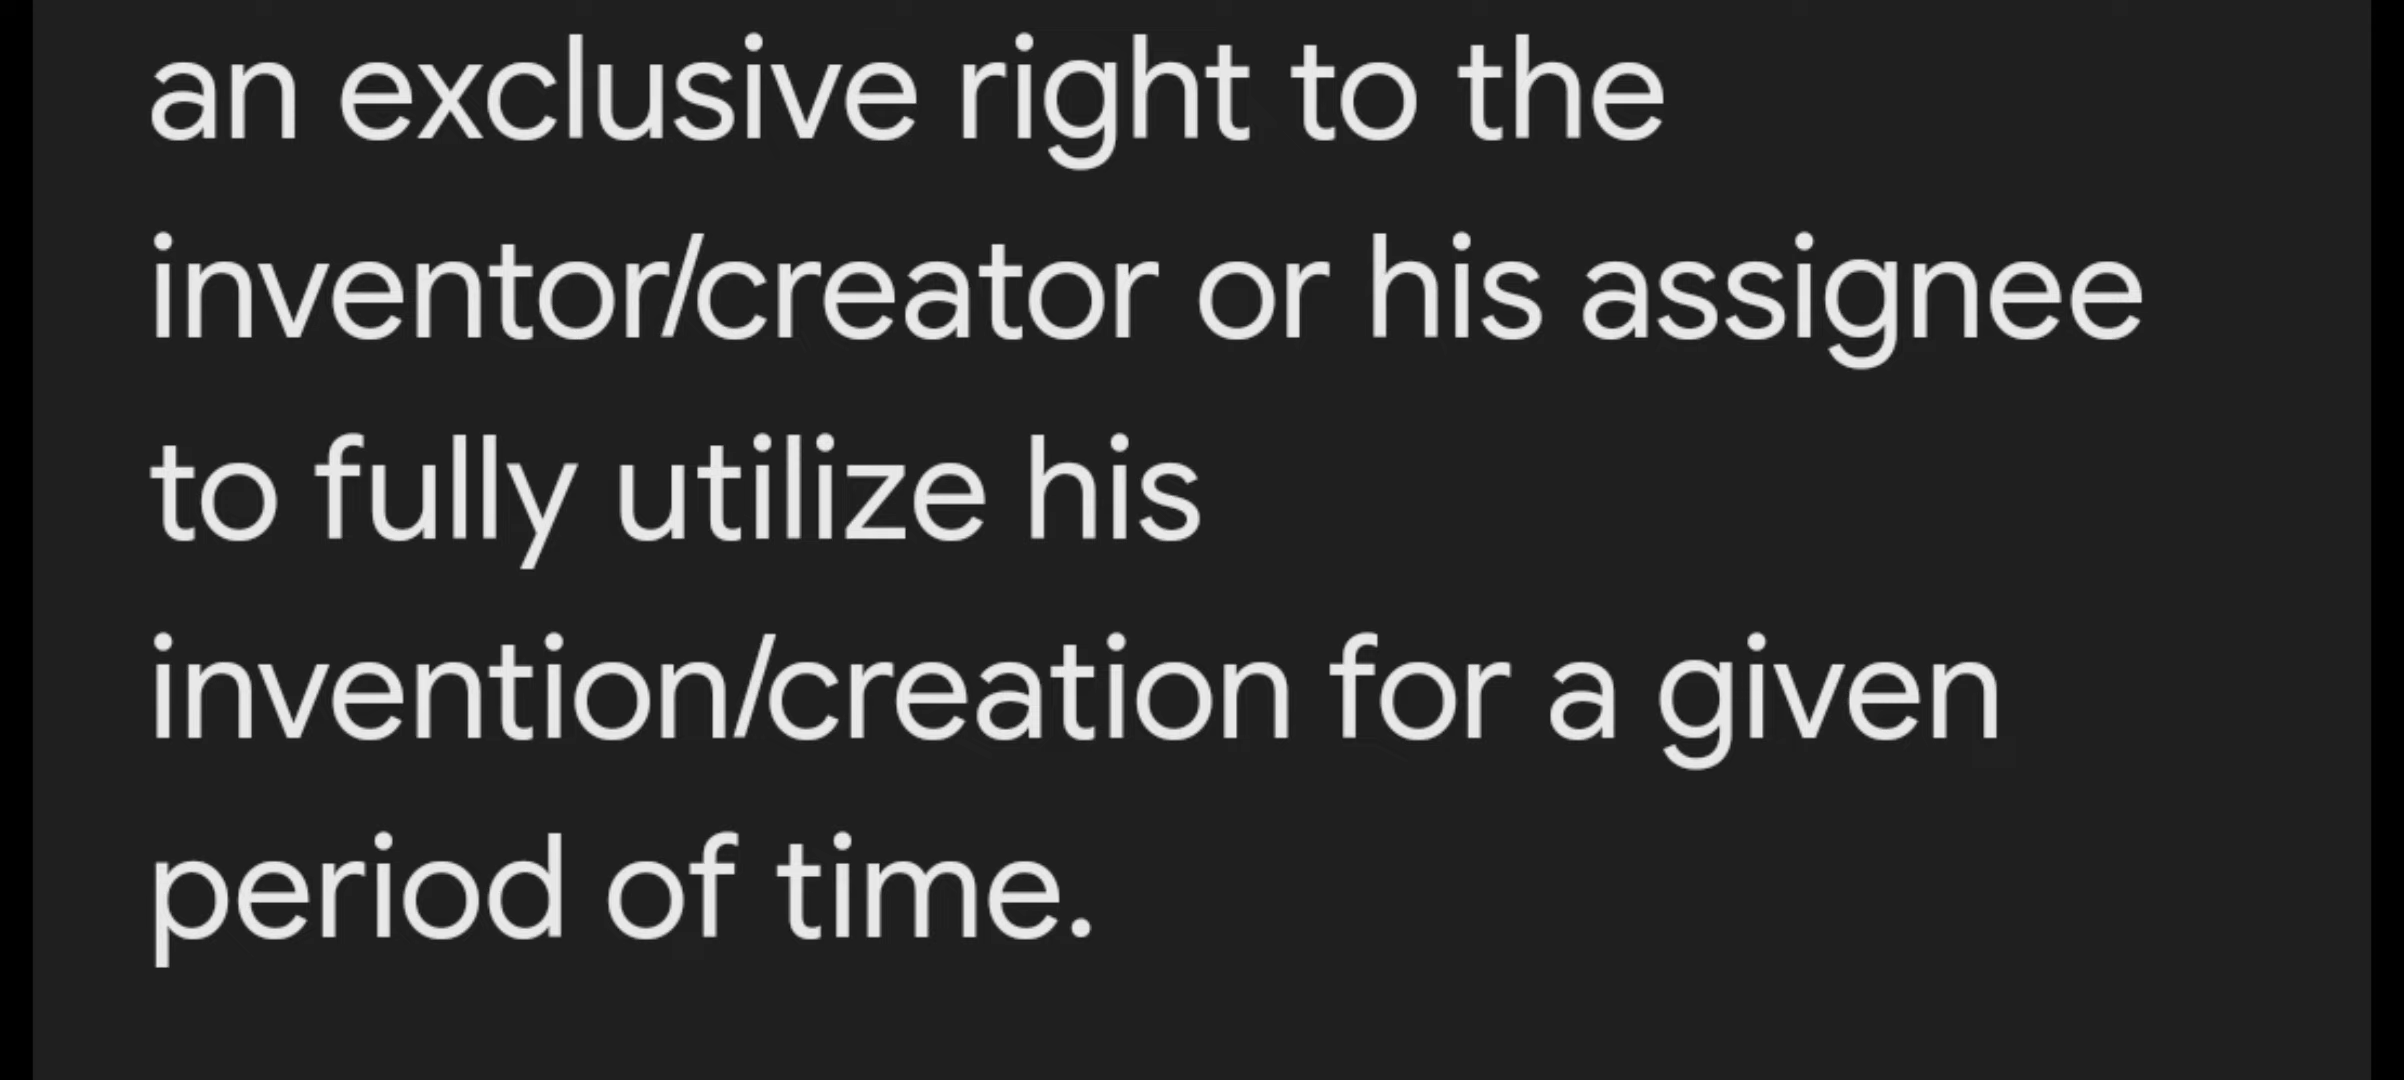 an exclusive right to the
inventor/creator or his assignee
to fully utilize his
invention/creation for a given
period of time.